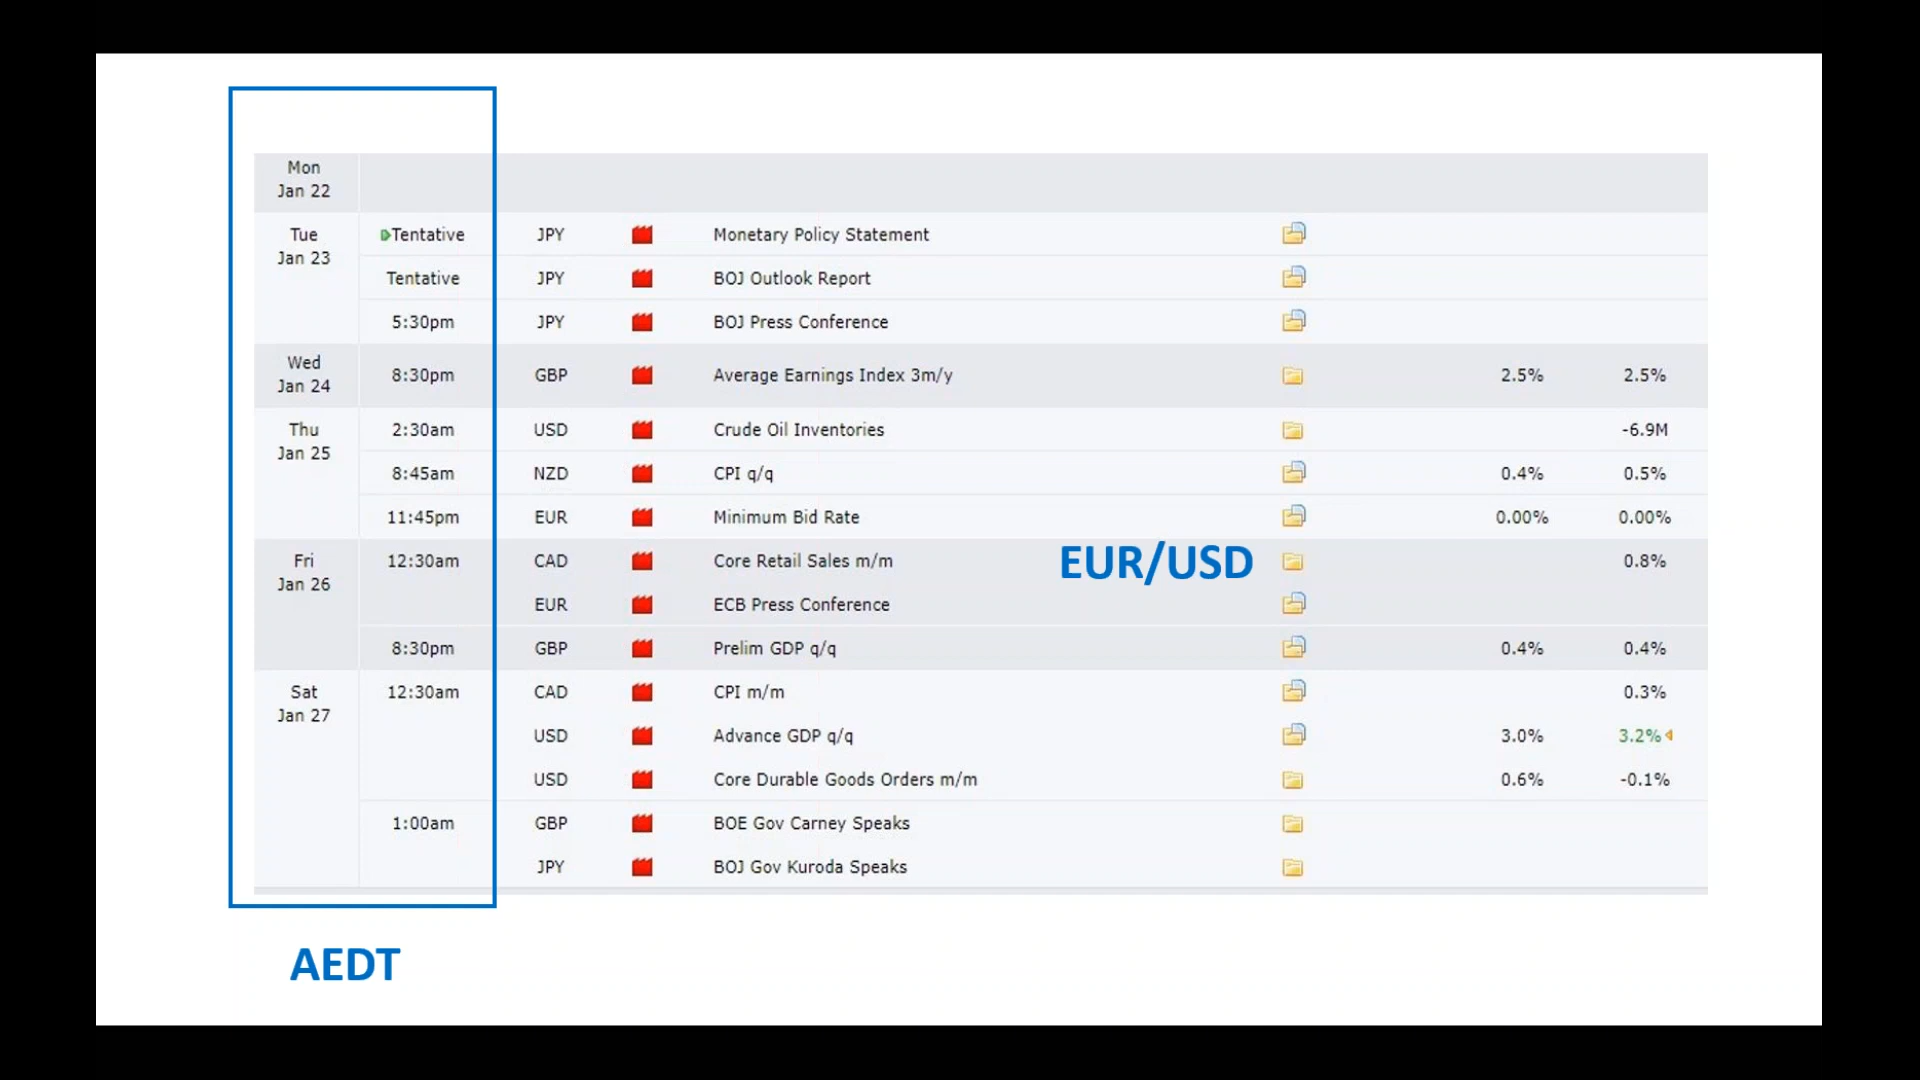 Mon
Jan 22
Tue
Jan 23
Tentative JPY Monetary Policy Statement
Tentative JPY BOJ Outlook Report
5:30pm JPY BOJ Press Conference
Wed
Jan 24
8:30pm GBP Average Earnings Index 3m/y 2.5% 2.5%
Thu
Jan 25
2:30am USD Crude Oil Inventories -6.9M
8:45am NZD CPI q/q 0.4% 0.5%
11:45pm EUR Minimum Bid Rate 0.00% 0.00%
Fri
Jan 26
12:30am CAD Core Retail Sales m/m EUR/USD 0.8%
EUR ECB Press Conference
8:30pm GBP Prelim GDP q/q 0.4% 0.4%
Sat
Jan 27
12:30am CAD CPI m/m 0.3%
USD Advance GDP q/q 3.0% 3.2%
USD Core Durable Goods Orders m/m 0.6% -0.1%
1:00am GBP BOE Gov Carney Speaks
JPY BOJ Gov Kuroda Speaks
AEDT